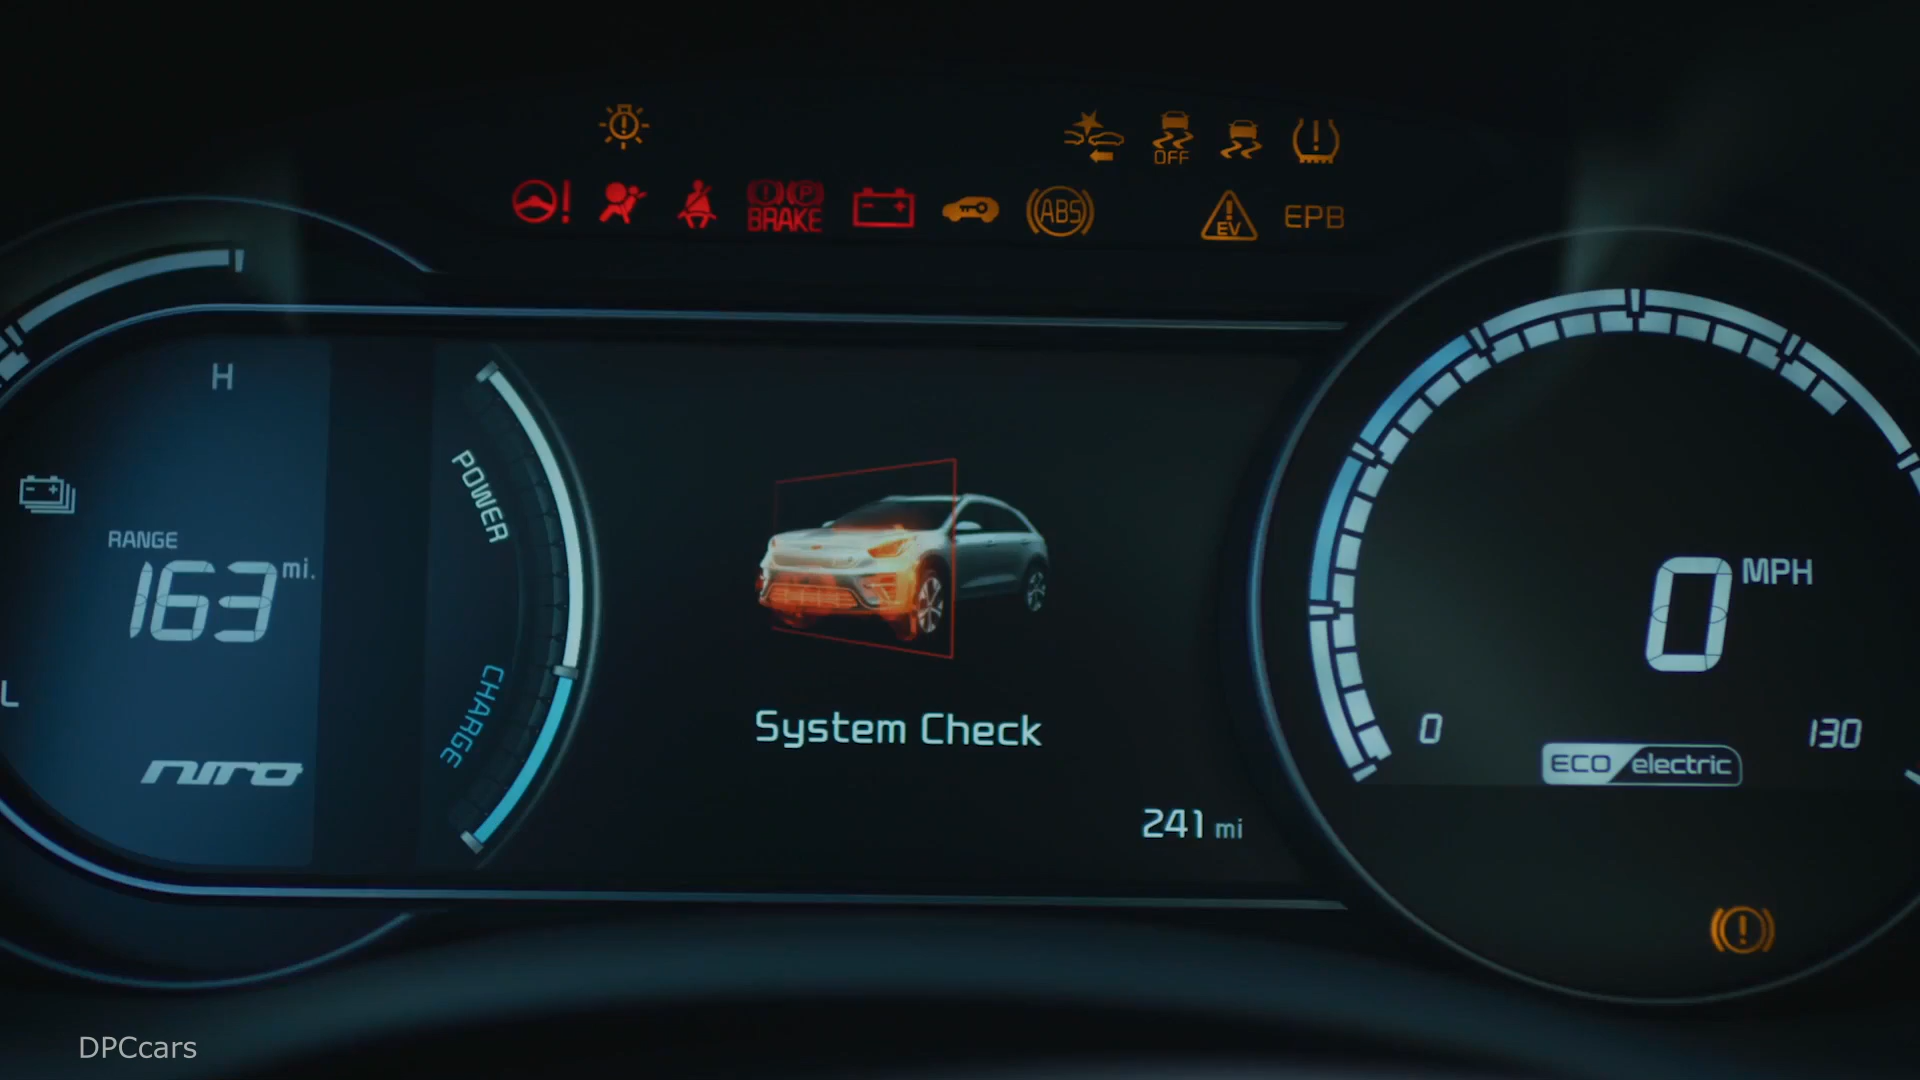 OFF
P
BRAKE
ABS
EV
EPB
H
POWER
RANGE
163 mi.
0 MPH
L
CHARGE
System Check
0
130
niro
ECO electric
241 mi
DPCcars